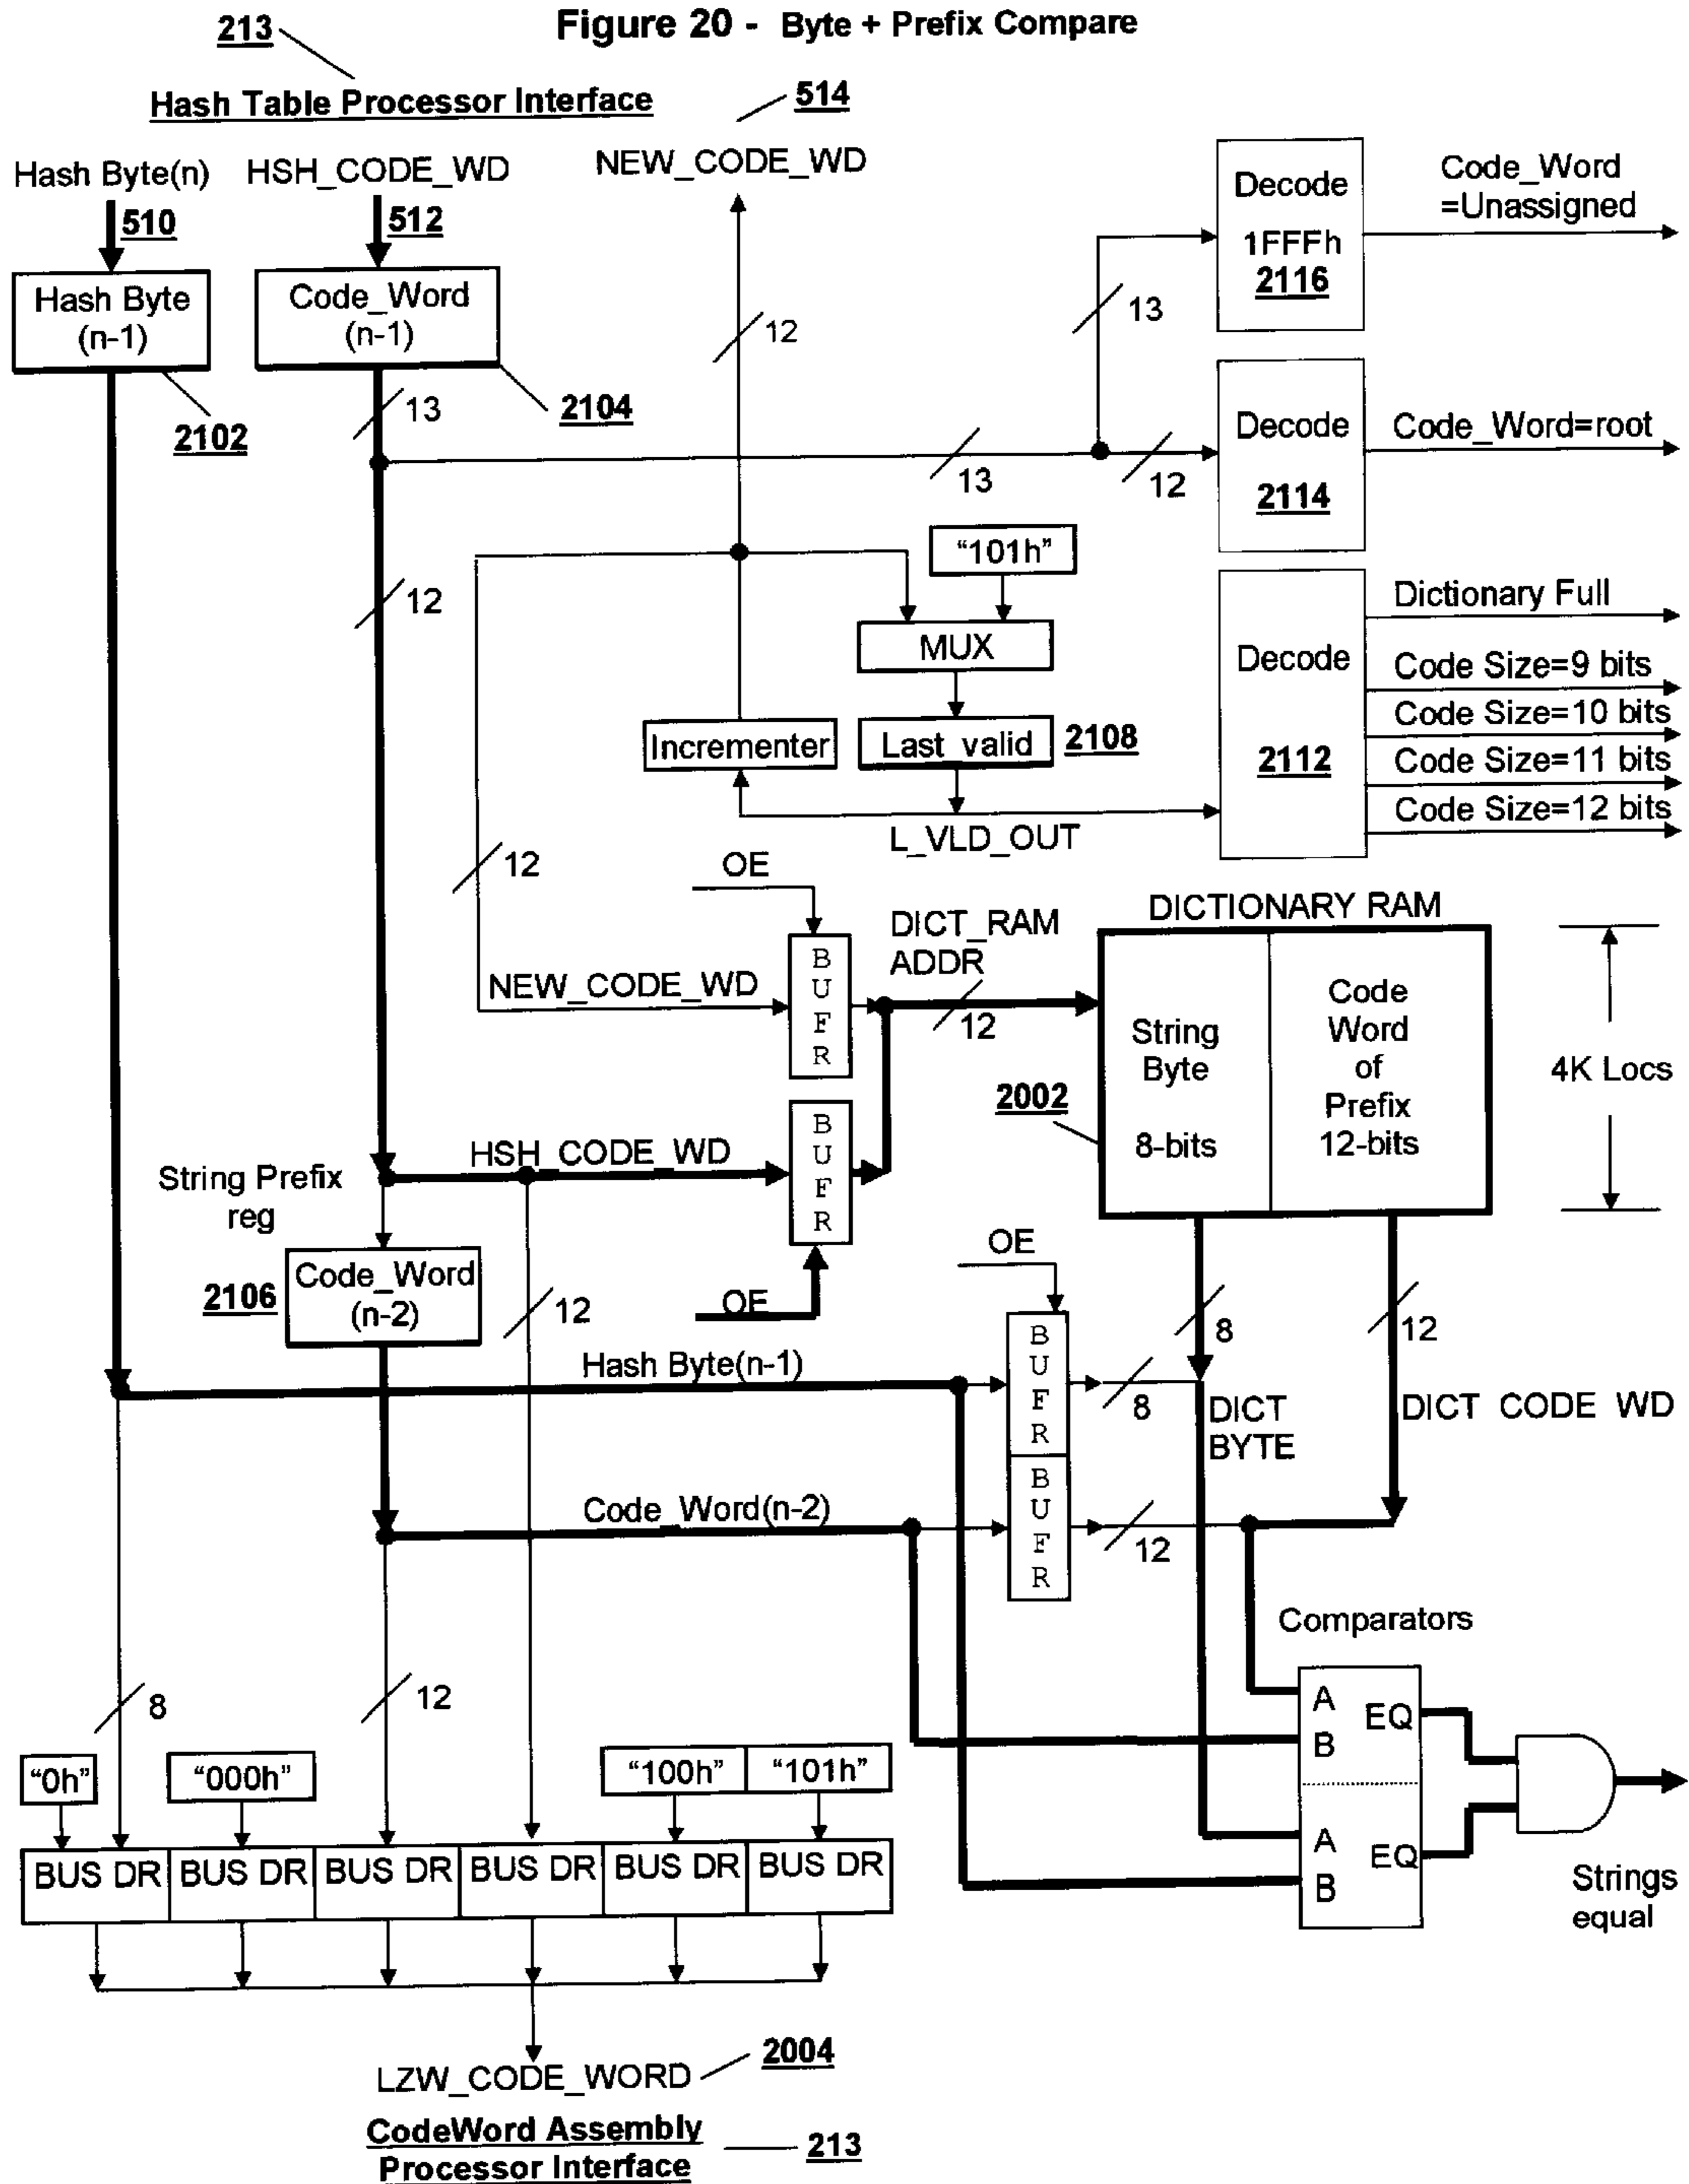 Figure 20 - Byte + Prefix Compare
213
Hash Table Processor Interface
514
Hash Byte(n)
HSH_CODE_WD
NEW_CODE_WD
510
512
Hash Byte
(n-1)
2102
Code_Word
(n-1)
2104
13
12
13
12
13
12
Decode
1FFFh
2116
Code_Word
=Unassigned
Decode
2114
Code_Word=root
"101h"
MUX
Incrementer
Last_valid
2108
L_VLD_OUT
Decode
2112
Dictionary Full
Code Size=9 bits
Code Size=10 bits
Code Size=11 bits
Code Size=12 bits
12
OE
NEW_CODE_WD
BUFR
DICT_RAM
ADDR
12
DICTIONARY RAM
String
Byte
8-bits
Code
Word
of
Prefix
12-bits
2002
4K Locs
HSH_CODE_WD
BUFR
OE
String Prefix
reg
2106
Code_Word
(n-2)
12
OE
8
12
Hash Byte(n-1)
BUFR
8
DICT
BYTE
DICT CODE WD
Code_Word(n-2)
BUFR
12
Comparators
A
B
EQ
A
B
EQ
Strings
equal
8
12
"0h"
"000h"
"100h"
"101h"
BUS DR
BUS DR
BUS DR
BUS DR
BUS DR
BUS DR
2004
LZW_CODE_WORD
CodeWord Assembly
Processor Interface
213